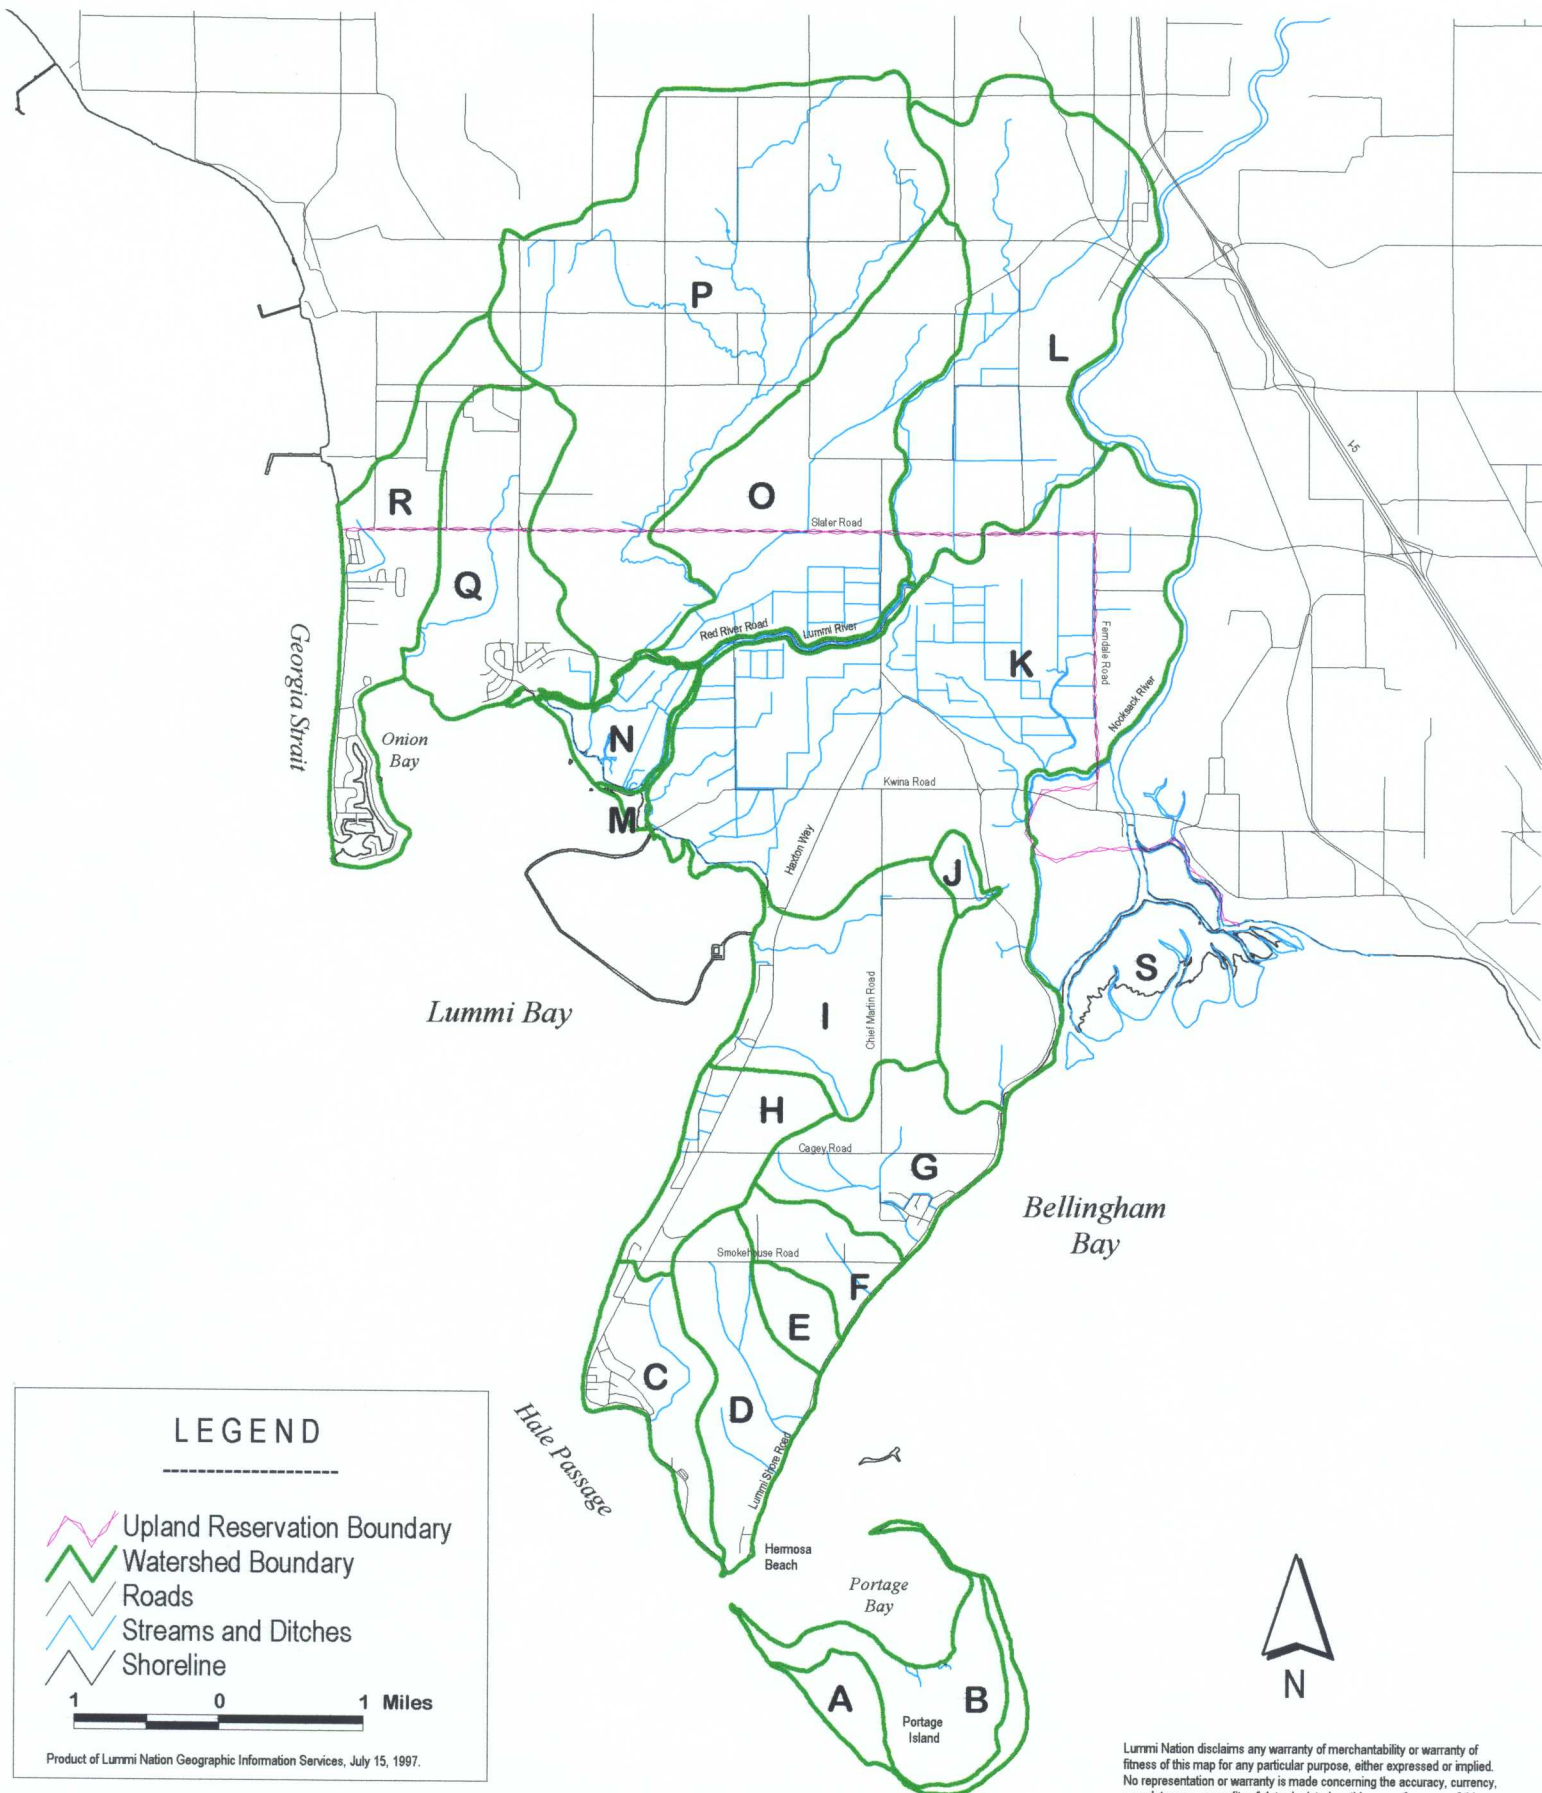 I-5
P
L
R
O
Slater Road
Q
Red River Road
Lummi River
K
Ferndale Road
Georgia Strait
Nooksack River
Onion
Bay
N
Kwina Road
M
Haxton Way
J
S
Lummi Bay
I
Chief Martin Road
H
Cagey Road
G
Bellingham
Bay
Smokehouse Road
F
E
C
D
Hale Passage
Lummi Shore Road
Hermosa
Beach
Portage
Bay
A
B
Portage
Island
N
LEGEND
Upland Reservation Boundary
Watershed Boundary
Roads
Streams and Ditches
Shoreline
1 0 1 Miles
Product of Lummi Nation Geographic Information Services, July 15, 1997.
Lummi Nation disclaims any warranty of merchantability or warranty of
fitness of this map for any particular purpose, either expressed or implied.
No representation or warranty is made concerning the accuracy, currency,